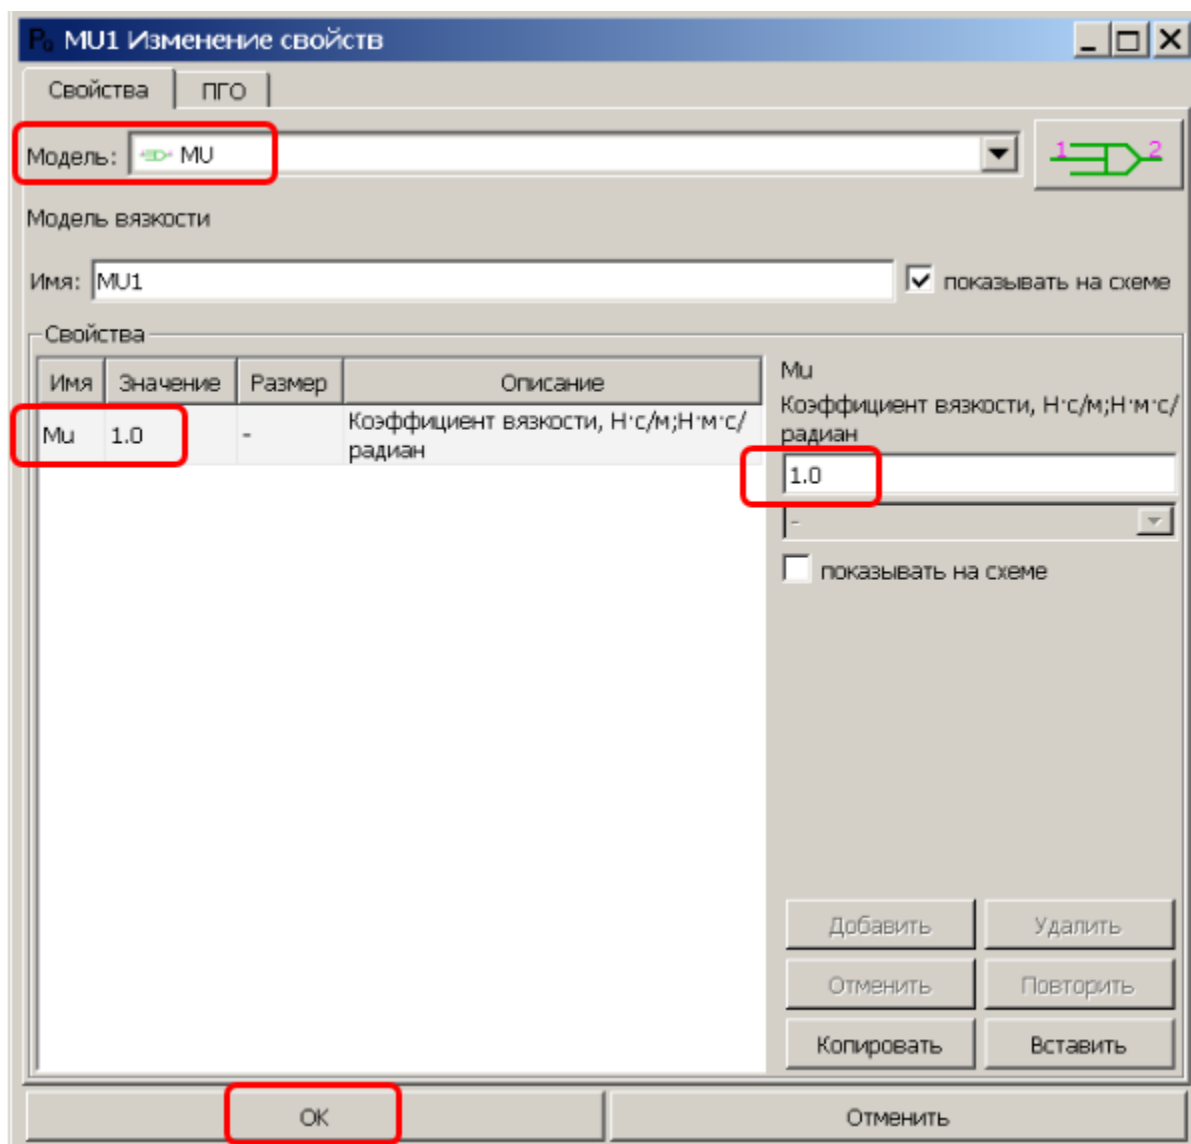 MU1 Изменение свойств
Свойства ПГО
Модель: MU
1 2
Модель вязкости
Имя: MU1 показывать на схеме
Свойства
Имя Значение Размер Описание
Mu 1.0 - Коэффициент вязкости, Н·с/м;Н·м·с/
радиан
Mu
Коэффициент вязкости, Н·с/м;Н·м·с/
радиан
1.0
-
показывать на схеме
Добавить Удалить
Отменить Повторить
Копировать Вставить
OK Отменить